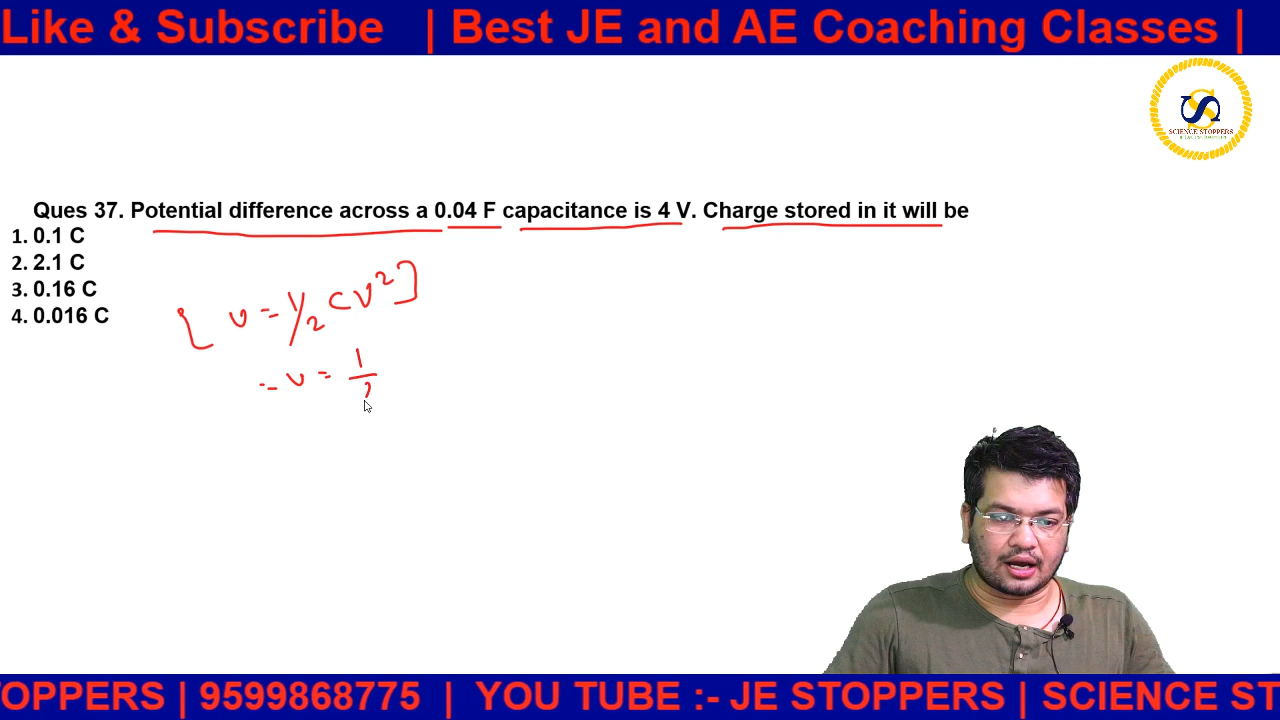 Like & Subscribe | Best JE and AE Coaching Classes |
SCIENCE STOPPERS
Ques 37. Potential difference across a 0.04 F capacitance is 4 V. Charge stored in it will be
1. 0.1 C
2. 2.1 C
3. 0.16 C
4. 0.016 C
[ U = 1/2 CV² ]
= U = 1/2
TOPPERS | 9599868775 | YOU TUBE :- JE STOPPERS | SCIENCE ST